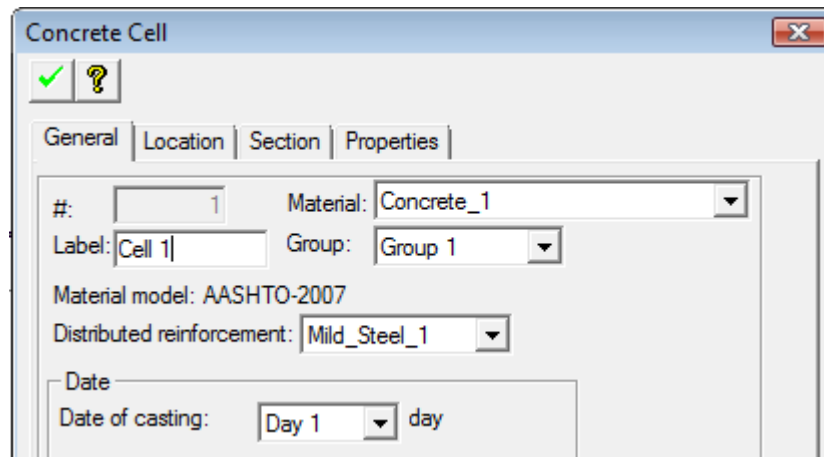 Concrete Cell
General Location Section Properties
#: 1 Material: Concrete_1
Label: Cell 1 Group: Group 1
Material model: AASHTO-2007
Distributed reinforcement: Mild_Steel_1
Date
Date of casting: Day 1 day